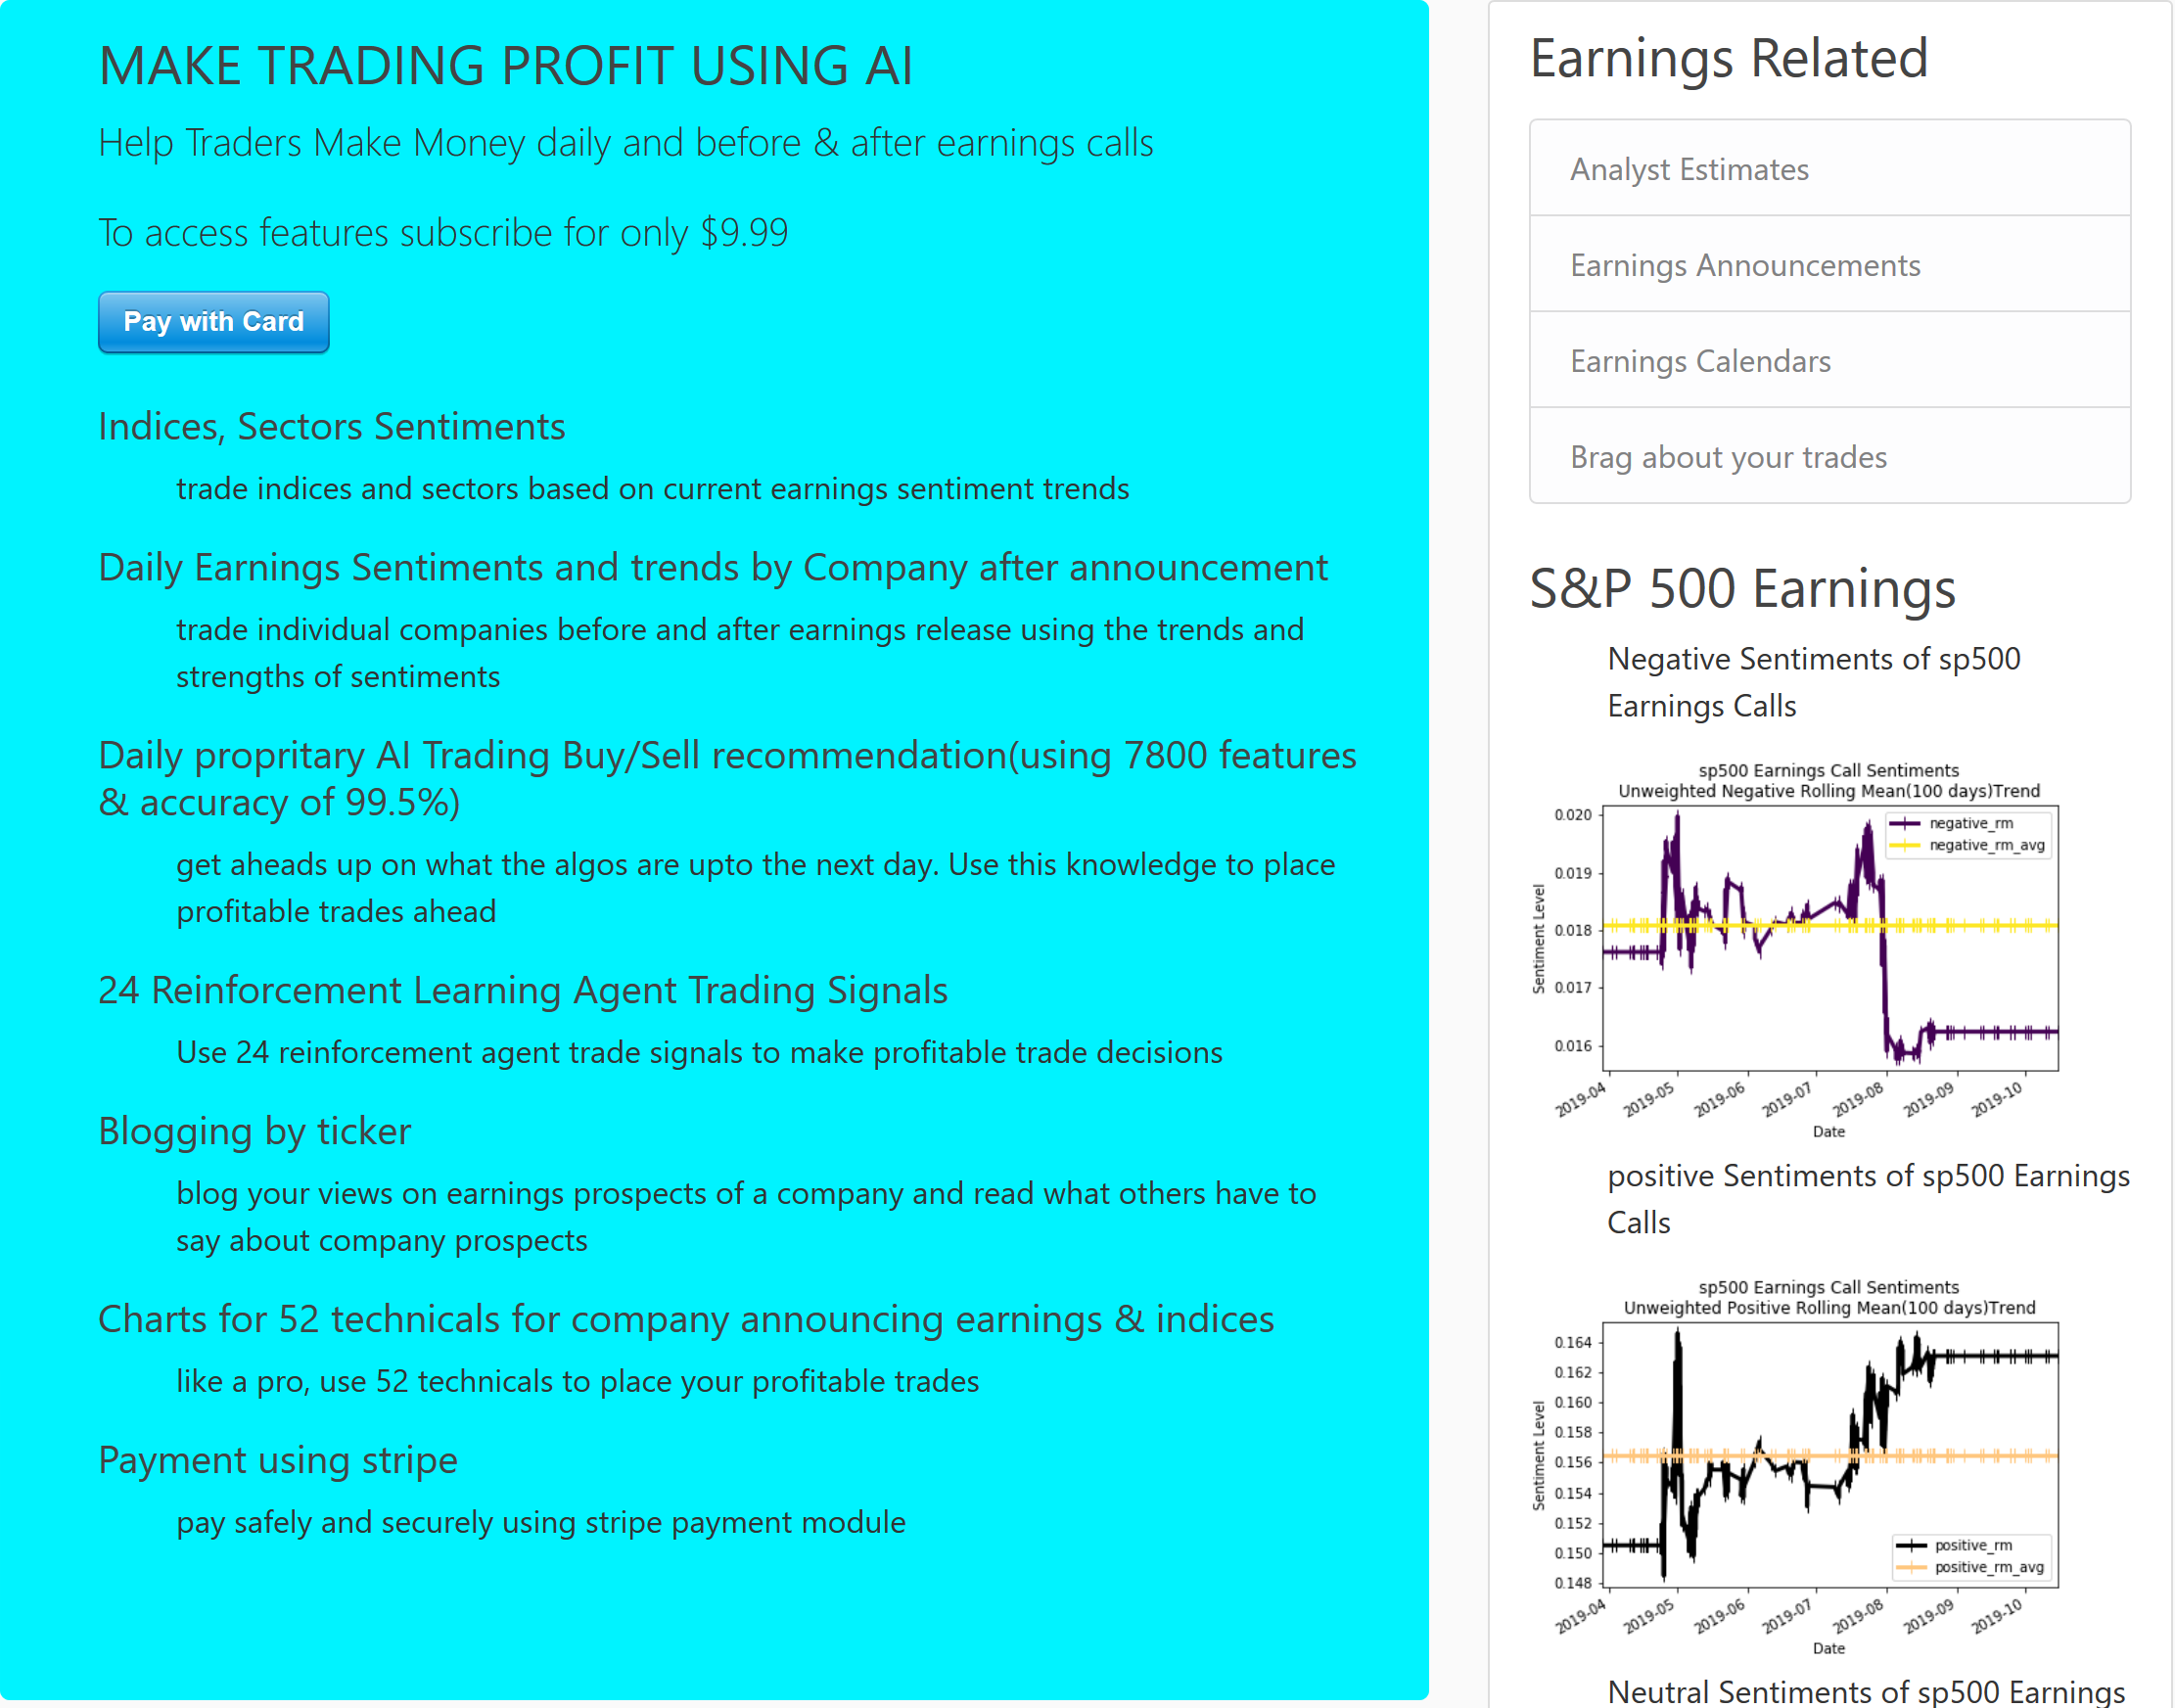 MAKE TRADING PROFIT USING AI
Help Traders Make Money daily and before & after earnings calls
To access features subscribe for only $9.99
Pay with Card
Indices, Sectors Sentiments
trade indices and sectors based on current earnings sentiment trends
Daily Earnings Sentiments and trends by Company after announcement
trade individual companies before and after earnings release using the trends and
strengths of sentiments
Daily propritary AI Trading Buy/Sell recommendation(using 7800 features
& accuracy of 99.5%)
get aheads up on what the algos are upto the next day. Use this knowledge to place
profitable trades ahead
24 Reinforcement Learning Agent Trading Signals
Use 24 reinforcement agent trade signals to make profitable trade decisions
Blogging by ticker
blog your views on earnings prospects of a company and read what others have to
say about company prospects
Charts for 52 technicals for company announcing earnings & indices
like a pro, use 52 technicals to place your profitable trades
Payment using stripe
pay safely and securely using stripe payment module
Earnings Related
Analyst Estimates
Earnings Announcements
Earnings Calendars
Brag about your trades
S&P 500 Earnings
Negative Sentiments of sp500
Earnings Calls
sp500 Earnings Call Sentiments
Unweighted Negative Rolling Mean(100 days)Trend
negative_rm
negative_rm_avg
0.020
0.019
0.018
0.017
0.016
Sentiment Level
2019-04
2019-05
2019-06
2019-07
2019-08
2019-09
2019-10
Date
positive Sentiments of sp500 Earnings
Calls
sp500 Earnings Call Sentiments
Unweighted Positive Rolling Mean(100 days)Trend
0.164
0.162
0.160
0.158
0.156
0.154
0.152
0.150
0.148
Sentiment Level
positive_rm
positive_rm_avg
2019-04
2019-05
2019-06
2019-07
2019-08
2019-09
2019-10
Date
Neutral Sentiments of sp500 Earnings